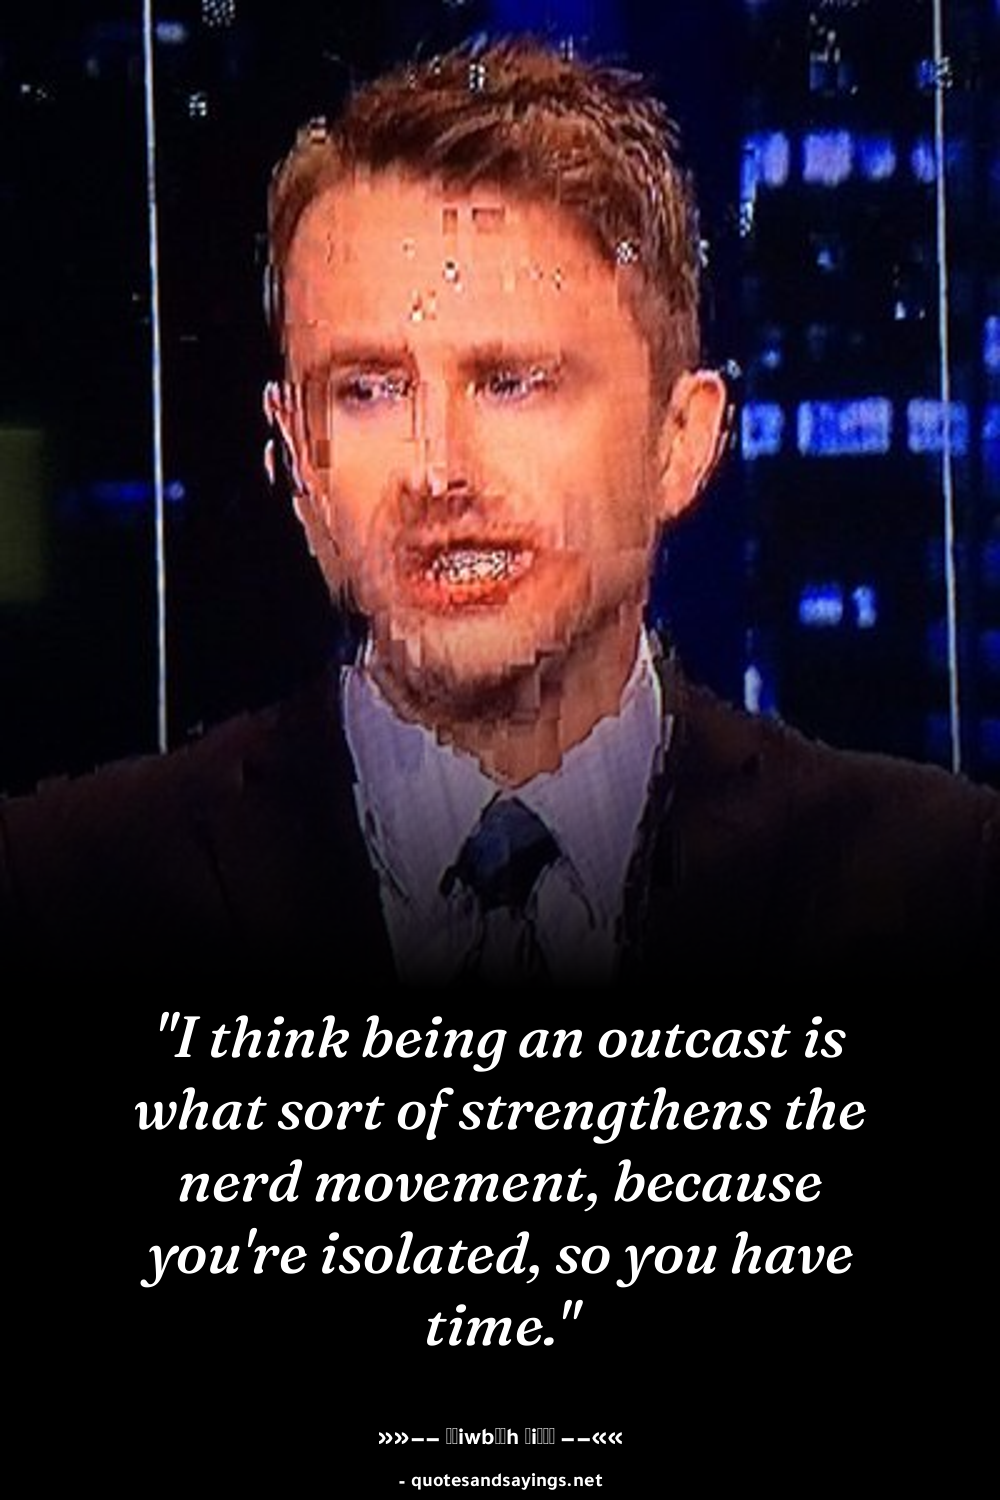 "I think being an outcast is
what sort of strengthens the
nerd movement, because
you're isolated, so you have
time."
- quotesandsayings.net